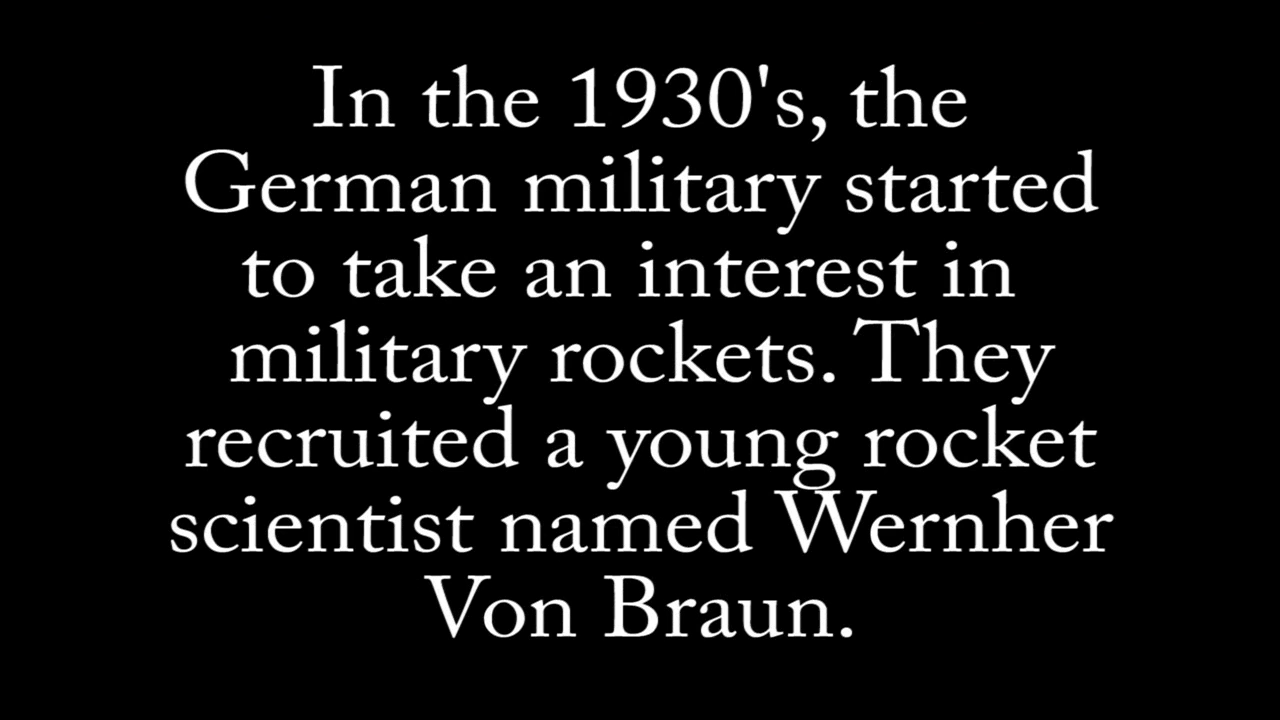 In the 1930's, the
German military started
to take an interest in
military rockets. They
recruited a young rocket
scientist named Wernher
Von Braun.